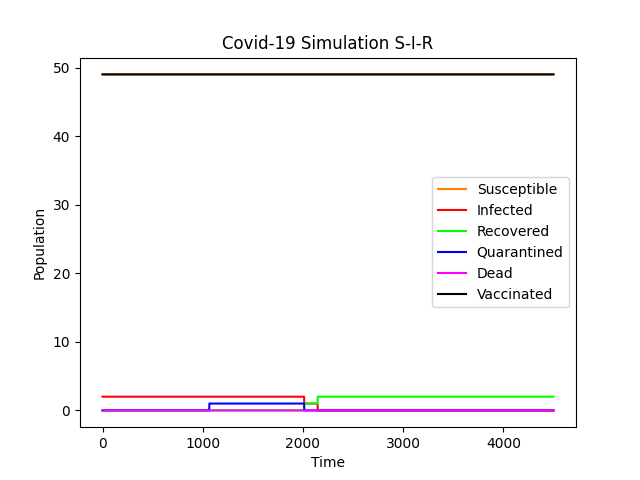 Covid-19 Simulation S-I-R
50
40
30
20
10
0
Population
Susceptible
Infected
Recovered
Quarantined
Dead
Vaccinated
0 1000 2000 3000 4000
Time